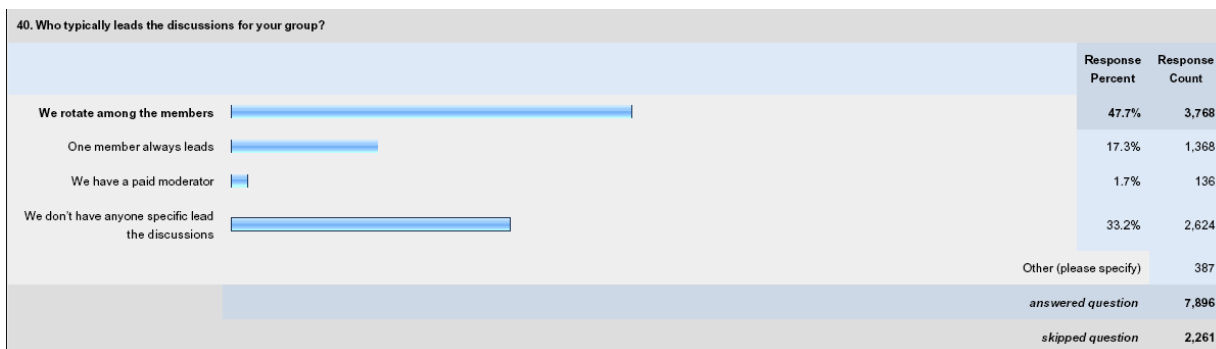 40. Who typically leads the discussions for your group?
Response Percent
Response Count
We rotate among the members 47.7% 3,768
One member always leads 17.3% 1,368
We have a paid moderator 1.7% 136
We don't have anyone specific lead
the discussions 33.2% 2,624
Other (please specify) 387
answered question 7,896
skipped question 2,261